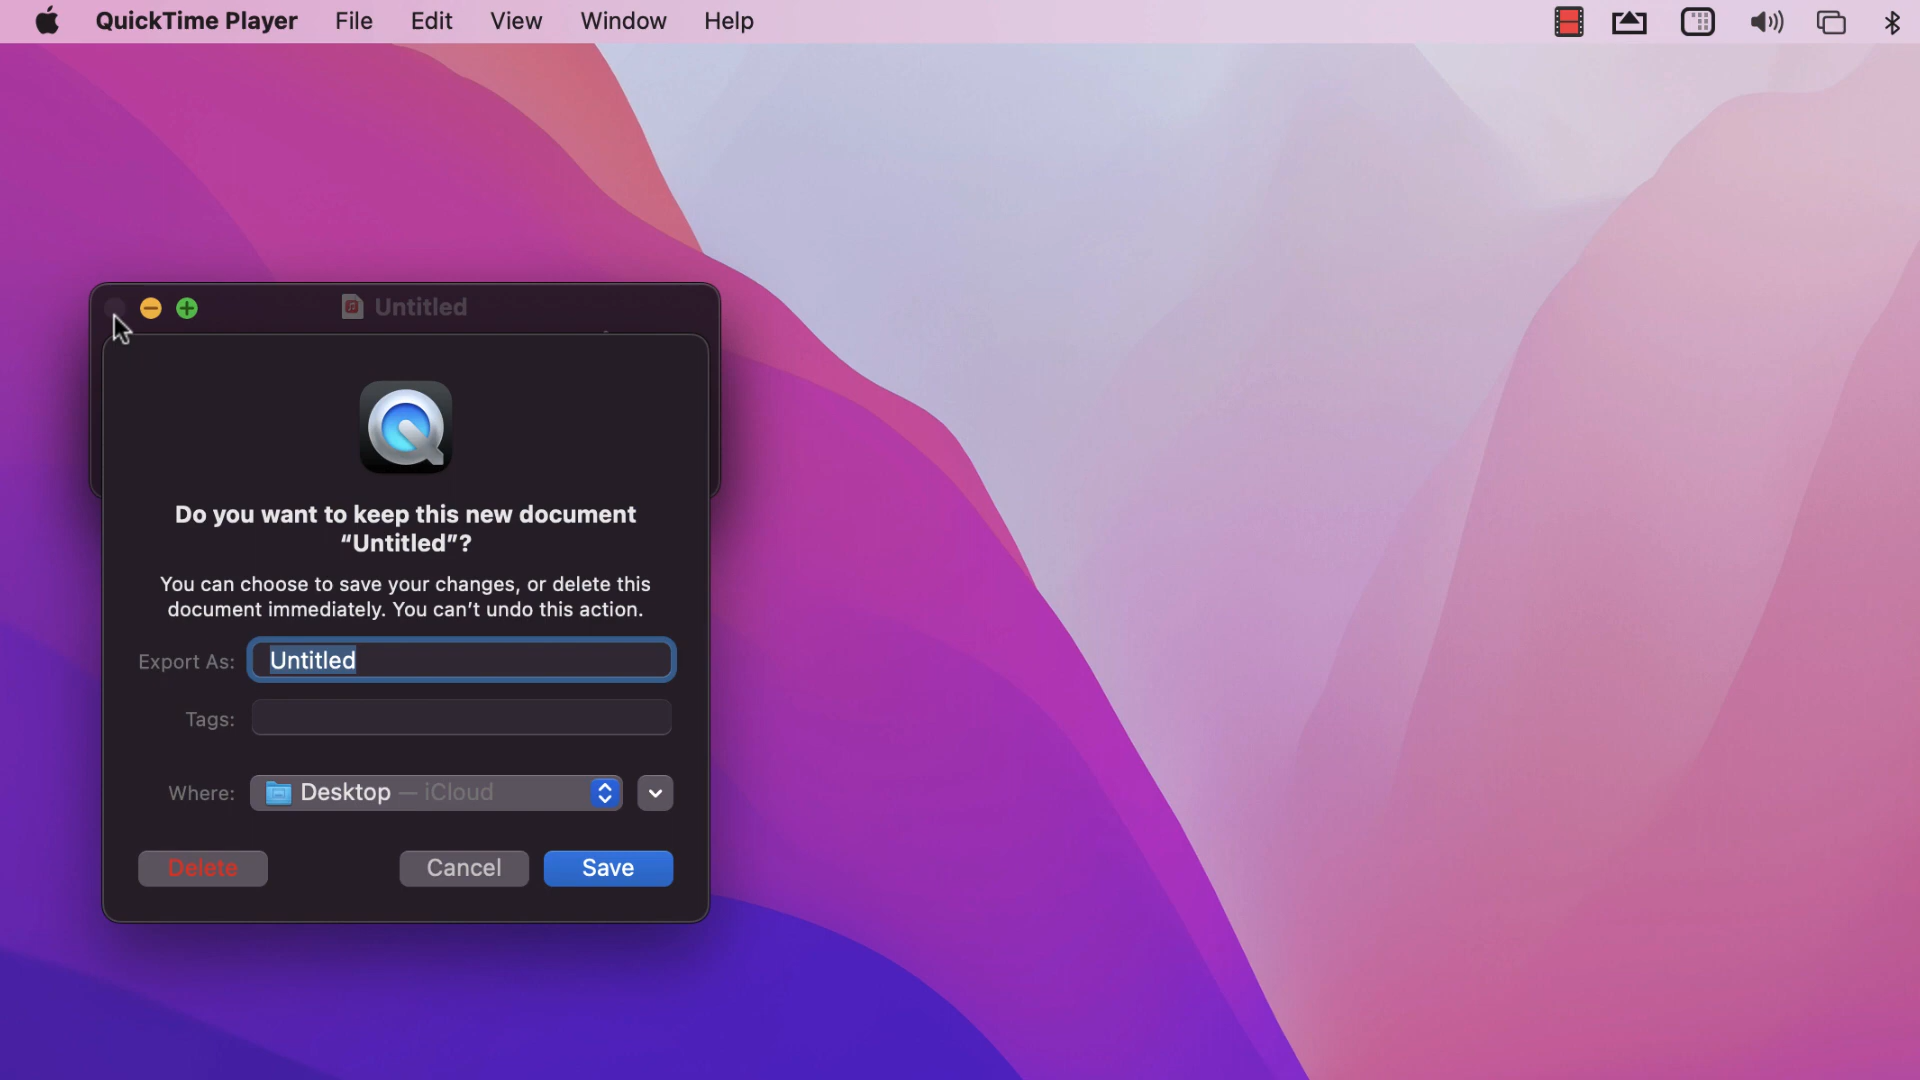 QuickTime Player File Edit View Window Help
Untitled
Do you want to keep this new document
“Untitled”?
You can choose to save your changes, or delete this
document immediately. You can’t undo this action.
Export As: Untitled
Tags:
Where: Desktop — iCloud
Delete Cancel Save